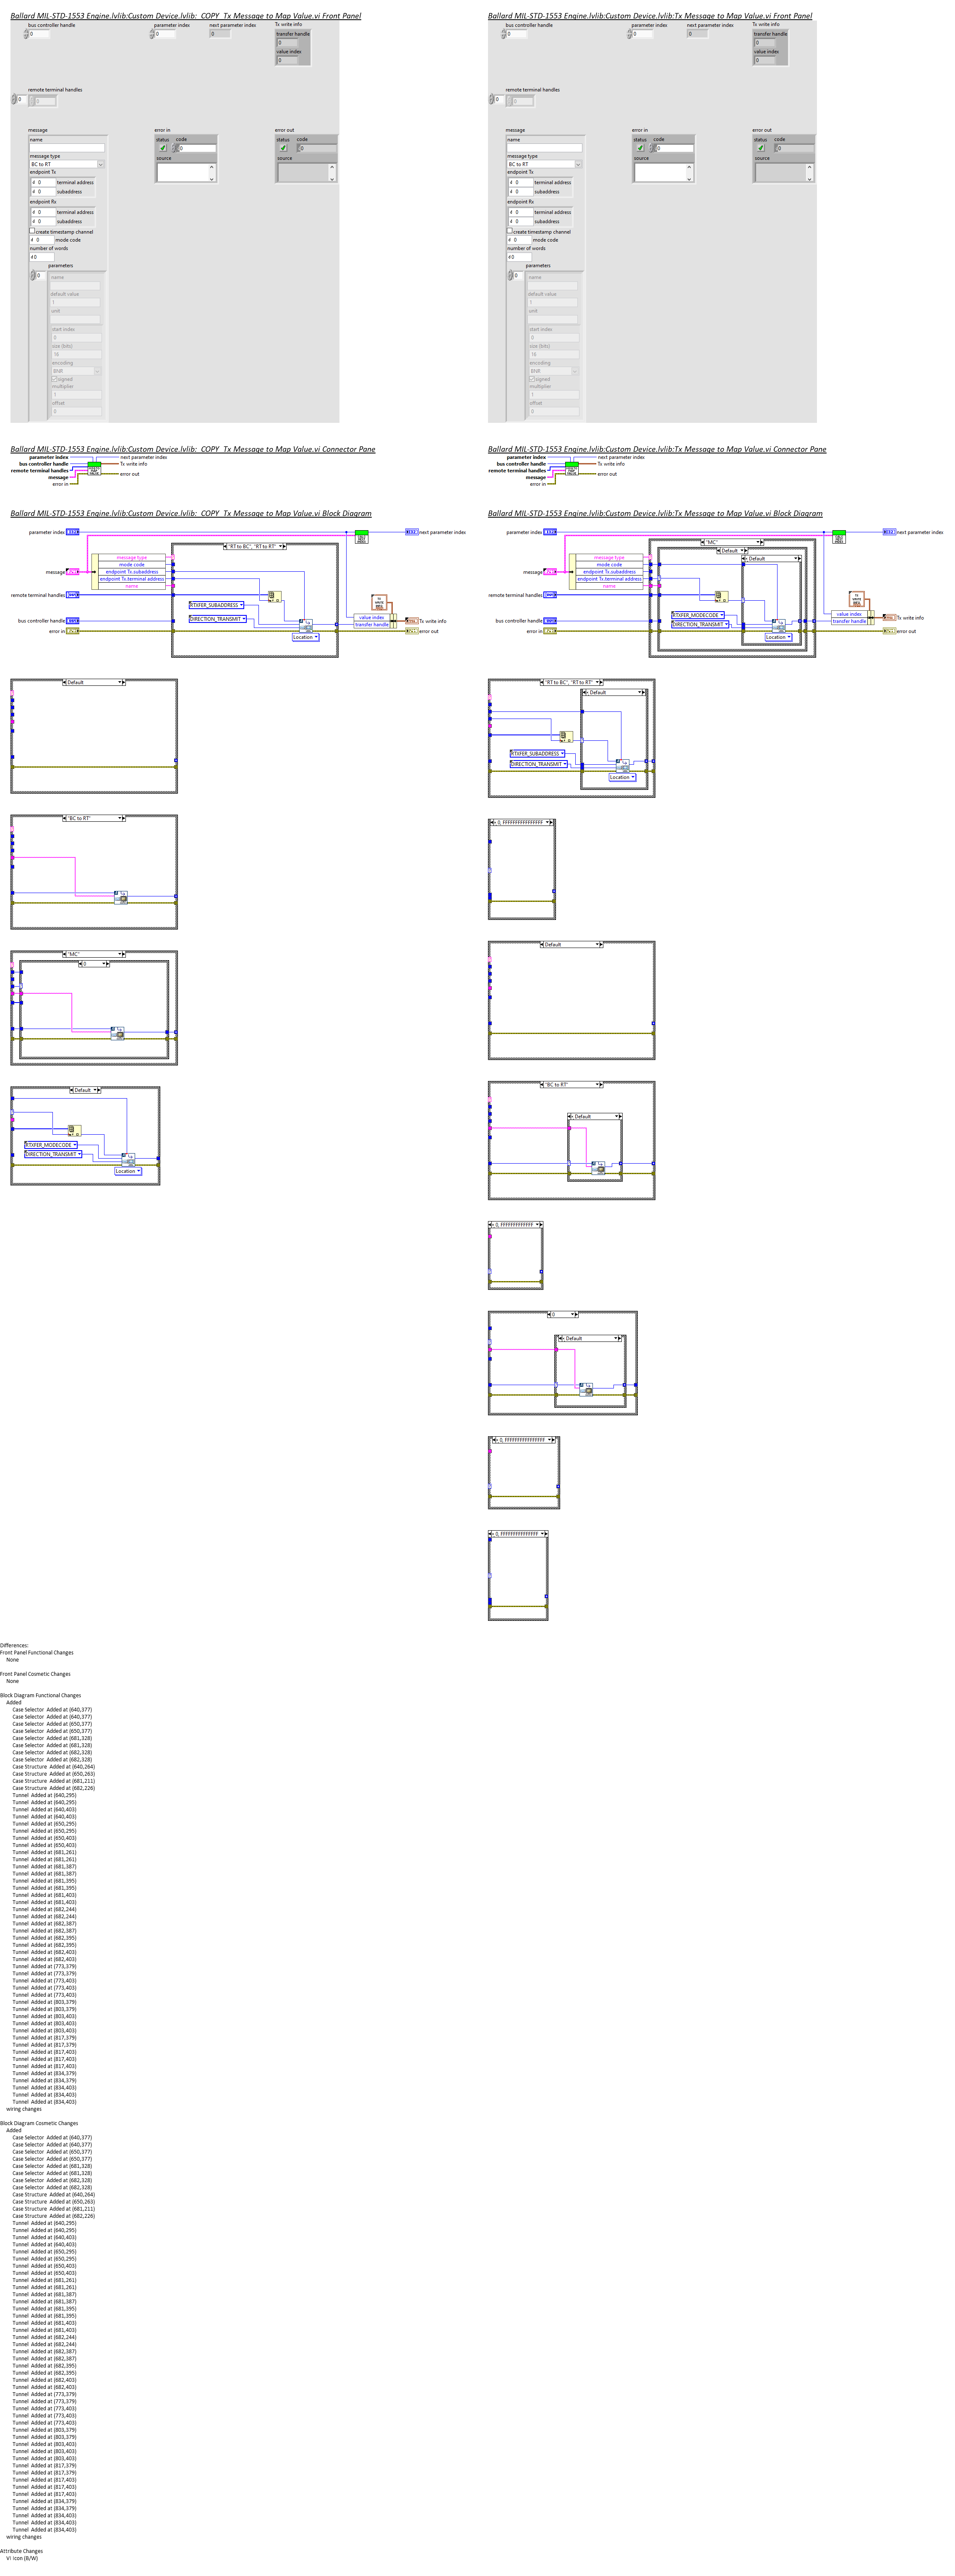 Ballard MIL-STD-1553 Engine.lvlib:Custom Device.lvlib:_COPY_Tx Message to Map Value.vi Front Panel
bus controller handle
0
parameter index
0
next parameter index
0
Tx write info
transfer handle
0
value index
0
remote terminal handles
0
0
message
name
message type
BC to RT
endpoint Tx
0 terminal address
0 subaddress
endpoint Rx
0 terminal address
0 subaddress
create timestamp channel
0 mode code
number of words
0
parameters
0
name
default value
1
unit
start index
0
size (bits)
16
encoding
BNR
signed
multiplier
1
offset
0
error in
status code
0
source
error out
status code
0
source
Ballard MIL-STD-1553 Engine.lvlib:Custom Device.lvlib:Tx Message to Map Value.vi Front Panel
bus controller handle
0
parameter index
0
next parameter index
0
Tx write info
transfer handle
0
value index
0
remote terminal handles
0
0
message
name
message type
BC to RT
endpoint Tx
0 terminal address
0 subaddress
endpoint Rx
0 terminal address
0 subaddress
create timestamp channel
0 mode code
number of words
0
parameters
0
name
default value
1
unit
start index
0
size (bits)
16
encoding
BNR
signed
multiplier
1
offset
0
error in
status code
0
source
error out
status code
0
source
Ballard MIL-STD-1553 Engine.lvlib:Custom Device.lvlib:_COPY_Tx Message to Map Value.vi Connector Pane
parameter index
bus controller handle
remote terminal handles
message
error in
next parameter index
Tx write info
error out
Ballard MIL-STD-1553 Engine.lvlib:Custom Device.lvlib:Tx Message to Map Value.vi Connector Pane
parameter index
bus controller handle
remote terminal handles
message
error in
next parameter index
Tx write info
error out
Ballard MIL-STD-1553 Engine.lvlib:Custom Device.lvlib:_COPY_Tx Message to Map Value.vi Block Diagram
parameter index
next parameter index
"RT to BC", "RT to RT"
message
message type
mode code
endpoint Tx.subaddress
endpoint Tx.terminal address
name
remote terminal handles
RTXFER_SUBADDRESS
DIRECTION_TRANSMIT
bus controller handle
error in
Location
value index
transfer handle
Tx write info
error out
Default
"BC to RT"
"MC"
0
Default
RTXFER_MODECODE
DIRECTION_TRANSMIT
Location
Ballard MIL-STD-1553 Engine.lvlib:Custom Device.lvlib:Tx Message to Map Value.vi Block Diagram
parameter index
next parameter index
"MC"
Default
Default
message
message type
mode code
endpoint Tx.subaddress
endpoint Tx.terminal address
name
remote terminal handles
RTXFER_MODECODE
DIRECTION_TRANSMIT
bus controller handle
error in
Location
value index
transfer handle
Tx write info
error out
"RT to BC", "RT to RT"
Default
RTXFER_SUBADDRESS
DIRECTION_TRANSMIT
Location
Default
"BC to RT"
Default
0
Default
Differences:
Front Panel Functional Changes
None
Front Panel Cosmetic Changes
None
Block Diagram Functional Changes
Added
Case Selector Added at (640,377)
Case Selector Added at (640,377)
Case Selector Added at (650,377)
Case Selector Added at (650,377)
Case Selector Added at (681,328)
Case Selector Added at (681,328)
Case Selector Added at (682,328)
Case Selector Added at (682,328)
Case Structure Added at (640,264)
Case Structure Added at (650,263)
Case Structure Added at (681,211)
Case Structure Added at (682,226)
Tunnel Added at (640,295)
Tunnel Added at (640,295)
Tunnel Added at (640,403)
Tunnel Added at (640,403)
Tunnel Added at (650,295)
Tunnel Added at (650,295)
Tunnel Added at (650,403)
Tunnel Added at (650,403)
Tunnel Added at (681,261)
Tunnel Added at (681,261)
Tunnel Added at (681,387)
Tunnel Added at (681,387)
Tunnel Added at (681,395)
Tunnel Added at (681,395)
Tunnel Added at (681,403)
Tunnel Added at (681,403)
Tunnel Added at (682,244)
Tunnel Added at (682,244)
Tunnel Added at (682,387)
Tunnel Added at (682,387)
Tunnel Added at (682,395)
Tunnel Added at (682,395)
Tunnel Added at (682,403)
Tunnel Added at (682,403)
Tunnel Added at (773,379)
Tunnel Added at (773,379)
Tunnel Added at (773,403)
Tunnel Added at (773,403)
Tunnel Added at (773,403)
Tunnel Added at (803,379)
Tunnel Added at (803,379)
Tunnel Added at (803,403)
Tunnel Added at (803,403)
Tunnel Added at (803,403)
Tunnel Added at (817,379)
Tunnel Added at (817,379)
Tunnel Added at (817,403)
Tunnel Added at (817,403)
Tunnel Added at (817,403)
Tunnel Added at (834,379)
Tunnel Added at (834,379)
Tunnel Added at (834,403)
Tunnel Added at (834,403)
Tunnel Added at (834,403)
wiring changes
Block Diagram Cosmetic Changes
Added
Case Selector Added at (640,377)
Case Selector Added at (640,377)
Case Selector Added at (650,377)
Case Selector Added at (650,377)
Case Selector Added at (681,328)
Case Selector Added at (681,328)
Case Selector Added at (682,328)
Case Selector Added at (682,328)
Case Structure Added at (640,264)
Case Structure Added at (650,263)
Case Structure Added at (681,211)
Case Structure Added at (682,226)
Tunnel Added at (640,295)
Tunnel Added at (640,295)
Tunnel Added at (640,403)
Tunnel Added at (640,403)
Tunnel Added at (650,295)
Tunnel Added at (650,295)
Tunnel Added at (650,403)
Tunnel Added at (650,403)
Tunnel Added at (681,261)
Tunnel Added at (681,261)
Tunnel Added at (681,387)
Tunnel Added at (681,387)
Tunnel Added at (681,395)
Tunnel Added at (681,395)
Tunnel Added at (681,403)
Tunnel Added at (681,403)
Tunnel Added at (682,244)
Tunnel Added at (682,244)
Tunnel Added at (682,387)
Tunnel Added at (682,387)
Tunnel Added at (682,395)
Tunnel Added at (682,395)
Tunnel Added at (682,403)
Tunnel Added at (682,403)
Tunnel Added at (773,379)
Tunnel Added at (773,379)
Tunnel Added at (773,403)
Tunnel Added at (773,403)
Tunnel Added at (773,403)
Tunnel Added at (803,379)
Tunnel Added at (803,379)
Tunnel Added at (803,403)
Tunnel Added at (803,403)
Tunnel Added at (803,403)
Tunnel Added at (817,379)
Tunnel Added at (817,379)
Tunnel Added at (817,403)
Tunnel Added at (817,403)
Tunnel Added at (817,403)
Tunnel Added at (834,379)
Tunnel Added at (834,379)
Tunnel Added at (834,403)
Tunnel Added at (834,403)
Tunnel Added at (834,403)
wiring changes
Attribute Changes
VI icon (B/W)